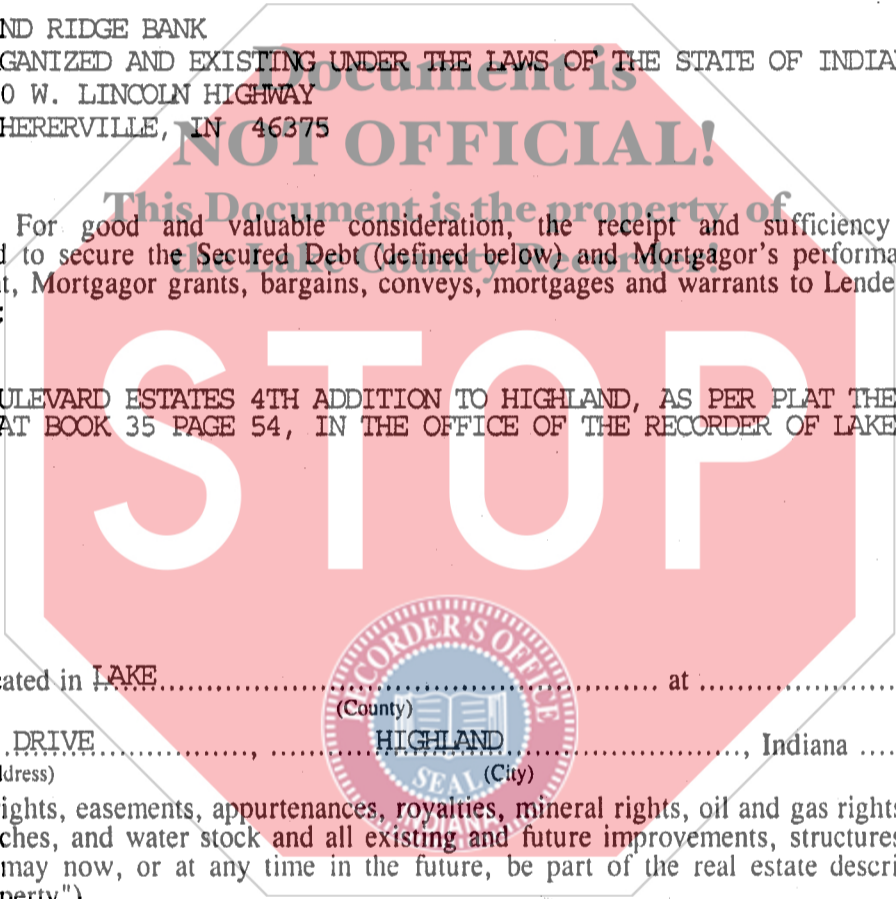 ND RIDGE BANK
GANIZED AND EXISTING UNDER THE LAWS OF THE STATE OF INDIA
0 W. LINCOLN HIGHWAY
HERERVILLE, IN 46375
Document is
NOT OFFICIAL!
This Document is the property of
the Lake County Recorder!
For good and valuable consideration, the receipt and sufficiency
d to secure the Secured Debt (defined below) and Mortgagor's performa
t, Mortgagor grants, bargains, conveys, mortgages and warrants to Lende
:
STOP
ULEVARD ESTATES 4TH ADDITION TO HIGHLAND, AS PER PLAT THE
AT BOOK 35 PAGE 54, IN THE OFFICE OF THE RECORDER OF LAKE
cated in LAKE at
(County)
DRIVE, HIGHLAND, Indiana
ldress) (City)
RECORDER'S OFFICE
SEAL
INDIANA
ights, easements, appurtenances, royalties, mineral rights, oil and gas rights
ches, and water stock and all existing and future improvements, structures
may now, or at any time in the future, be part of the real estate descri
perty")